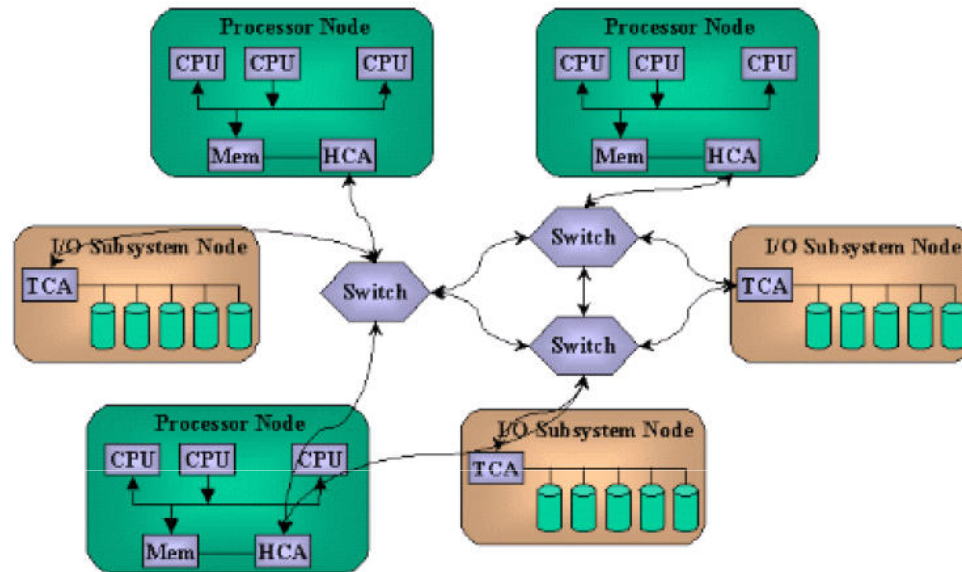 Processor Node
CPU CPU CPU
Mem HCA
Processor Node
CPU CPU CPU
Mem HCA
I/O Subsystem Node
TCA
Switch
Switch
Switch
I/O Subsystem Node
TCA
Processor Node
CPU CPU CPU
Mem HCA
I/O Subsystem Node
TCA